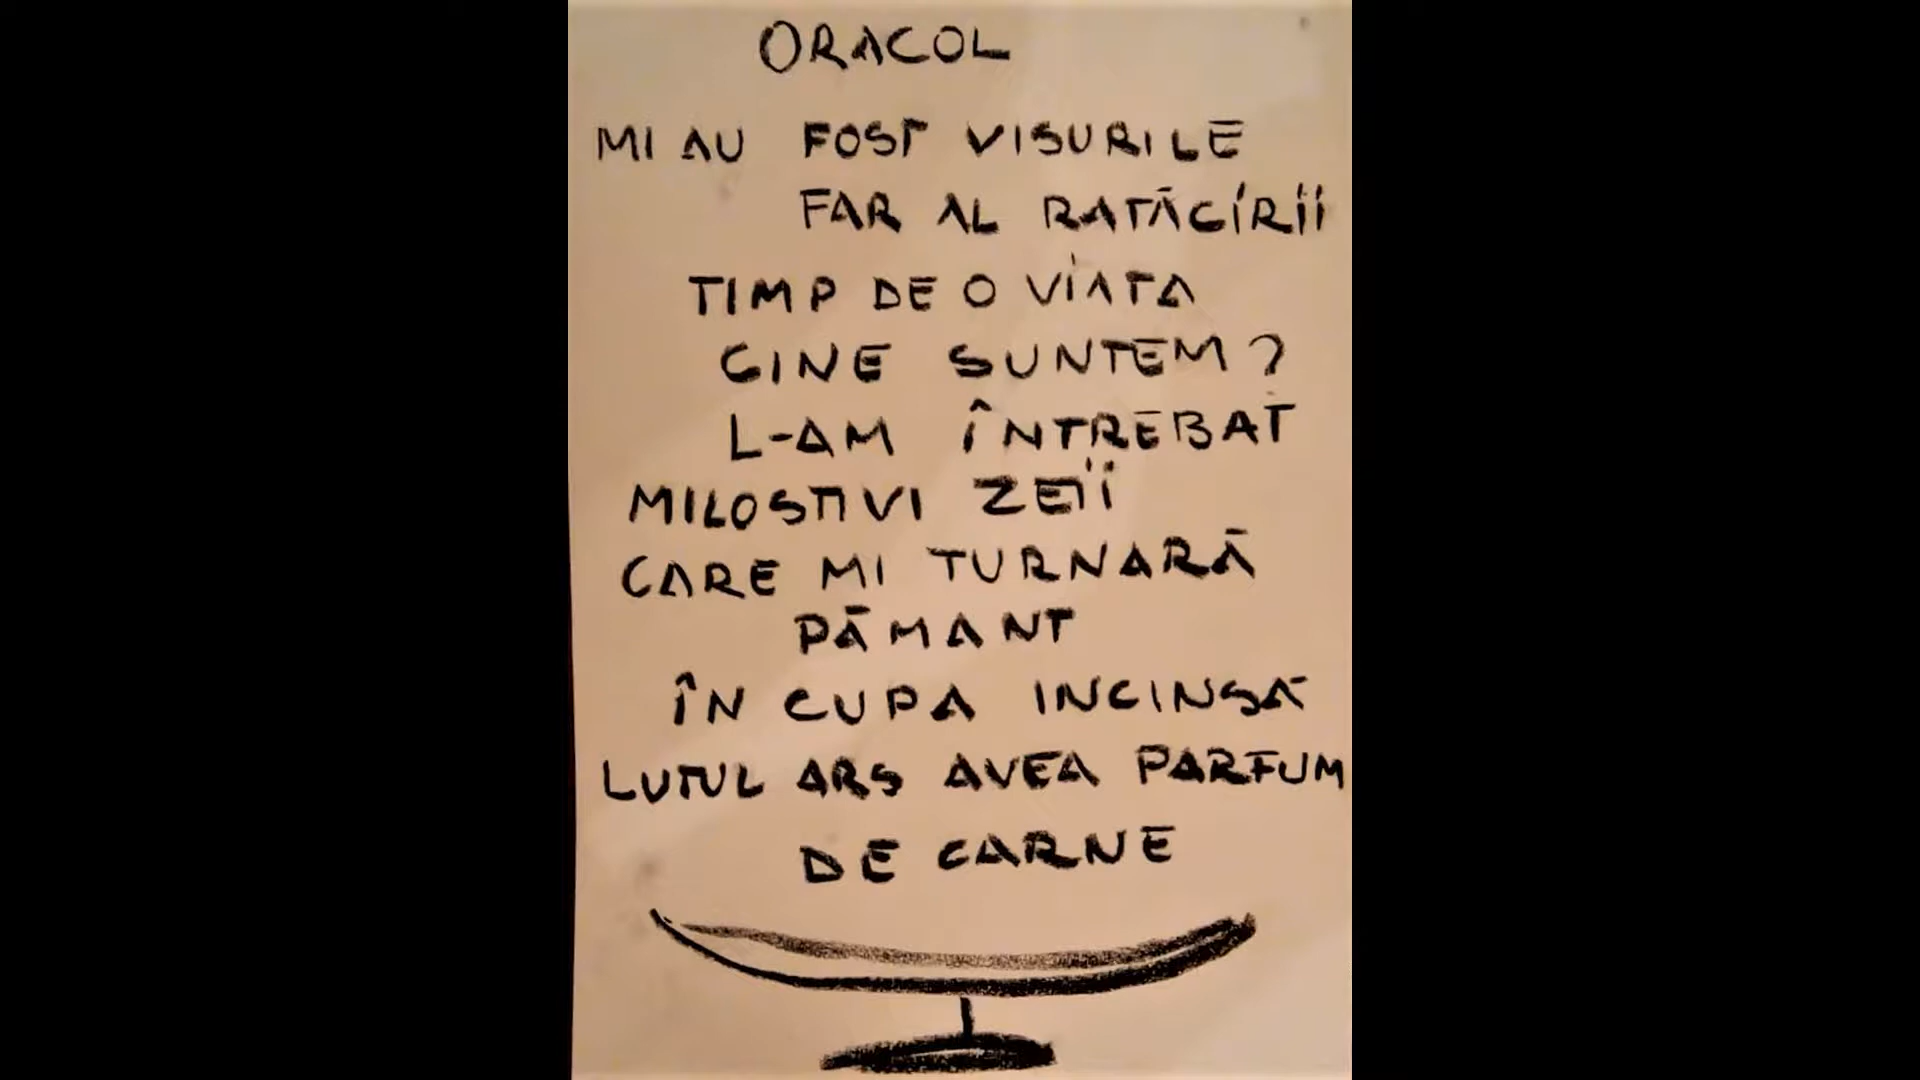 ORACOL
MI AU FOST VISURILE
FAR AL RATĂCIRII
TIMP DE O VIATA
CINE SUNTEM?
L-AM ÎNTREBAT
MILOSTIVI ZEII
CARE MI TURNARĂ
PĂMANT
ÎN CUPA INCINSĂ
LUTUL ARS AVEA PARFUM
DE CARNE